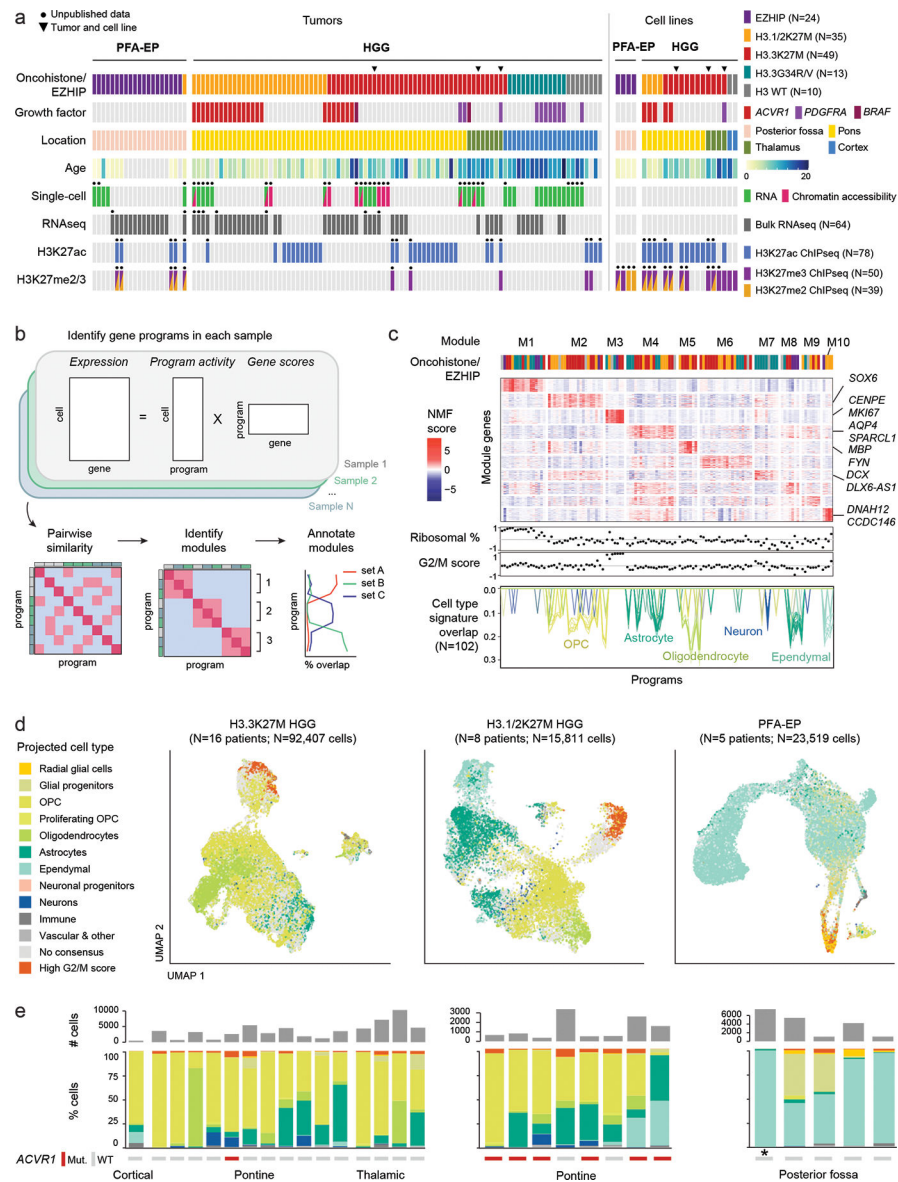 a
● Unpublished data
▼ Tumor and cell line
Tumors
Cell lines
PFA-EP
HGG
PFA-EP
HGG
Oncohistone/
EZHIP
Growth factor
Location
Age
Single-cell
RNAseq
H3K27ac
H3K27me2/3
EZHIP (N=24)
H3.1/2K27M (N=35)
H3.3K27M (N=49)
H3.3G34R/V (N=13)
H3 WT (N=10)
ACVR1 PDGFRA BRAF
Posterior fossa Pons
Thalamus Cortex
0 20
RNA Chromatin accessibility
Bulk RNAseq (N=64)
H3K27ac ChIPseq (N=78)
H3K27me3 ChIPseq (N=50)
H3K27me2 ChIPseq (N=39)
b
Identify gene programs in each sample
Expression Program activity Gene scores
cell
gene
=
cell
program
X
program
gene
Sample 1
Sample 2
...
Sample N
Pairwise
similarity
Identify
modules
Annotate
modules
program
program
1
2
3
program
set A
set B
set C
program
% overlap
c
Module
M1 M2 M3 M4 M5 M6 M7 M8 M9 M10
Oncohistone/
EZHIP
NMF
score
5
0
−5
Module genes
SOX6
CENPE
MKI67
AQP4
SPARCL1
MBP
FYN
DCX
DLX6-AS1
DNAH12
CCDC146
Ribosomal %
1
-1
G2/M score
1
-1
Cell type
signature
overlap
(N=102)
0
0.1
0.2
0.3
OPC
Astrocyte
Oligodendrocyte
Neuron
Ependymal
Programs
d
Projected cell type
Radial glial cells
Glial progenitors
OPC
Proliferating OPC
Oligodendrocytes
Astrocytes
Ependymal
Neuronal progenitors
Neurons
Immune
Vascular & other
No consensus
High G2/M score
H3.3K27M HGG
(N=16 patients; N=92,407 cells)
H3.1/2K27M HGG
(N=8 patients; N=15,811 cells)
PFA-EP
(N=5 patients; N=23,519 cells)
UMAP 2
UMAP 1
e
# cells
10000
5000
0
3000
2000
1000
0
6000
4000
2000
0
% cells
100
75
50
25
0
ACVR1 Mut. WT
Cortical
Pontine
Thalamic
Pontine
*
Posterior fossa